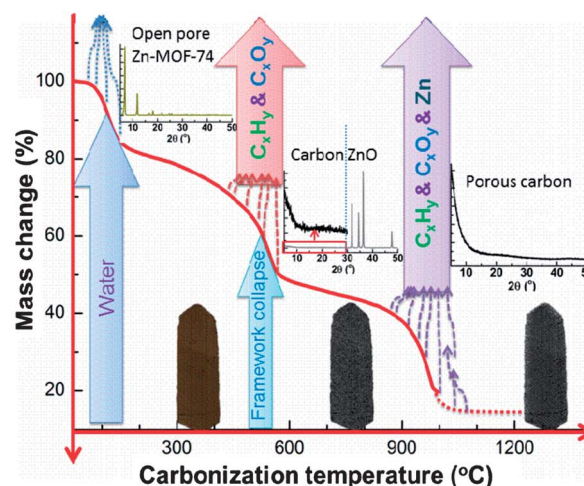 Open pore
Zn-MOF-74
10 20 30 40 50
2θ (°)
CxHy & CxOy
Carbon ZnO
0 10 20 30 40 50
2θ (°)
CxHy & CxOy & Zn
Porous carbon
10 20 30 40 50
2θ (°)
Water
Framework collapse
Mass change (%)
100
80
60
40
20
300 600 900 1200
Carbonization temperature (°C)